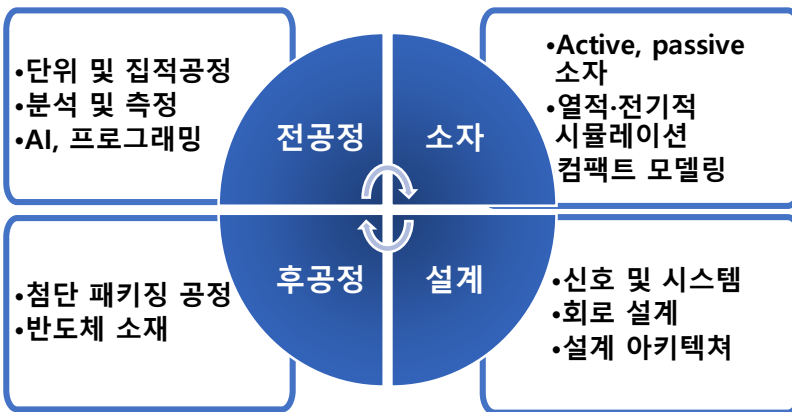 •단위 및 집적공정
•분석 및 측정
•AI, 프로그래밍
전공정
소자
•Active, passive
소자
•열적·전기적
시뮬레이션
컴팩트 모델링
후공정
설계
•첨단 패키징 공정
•반도체 소재
•신호 및 시스템
•회로 설계
•설계 아키텍쳐